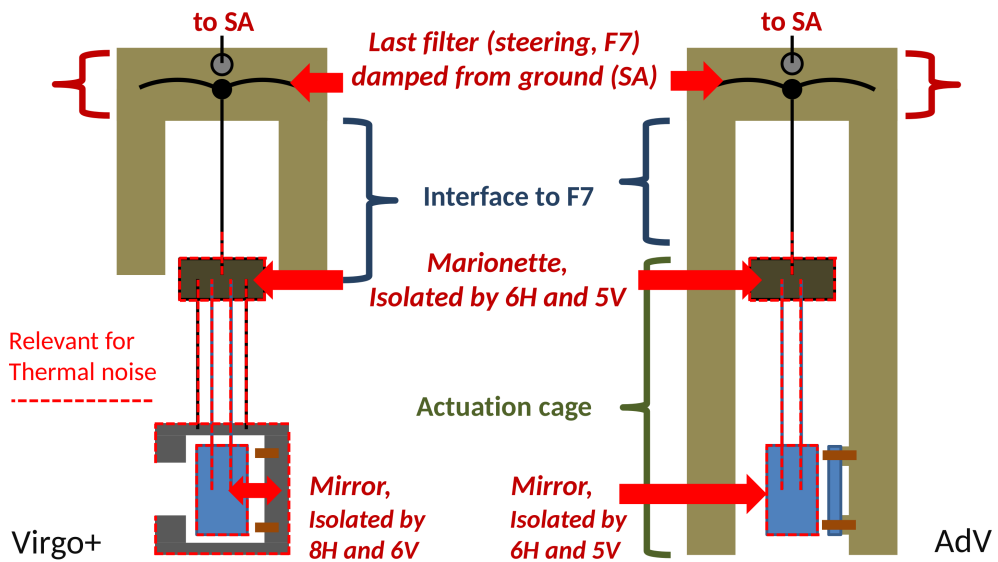 to SA
to SA
Last filter (steering, F7)
damped from ground (SA)
Interface to F7
Marionette,
Isolated by 6H and 5V
Relevant for
Thermal noise
Actuation cage
Mirror,
Isolated by
8H and 6V
Mirror,
Isolated by
6H and 5V
Virgo+
AdV